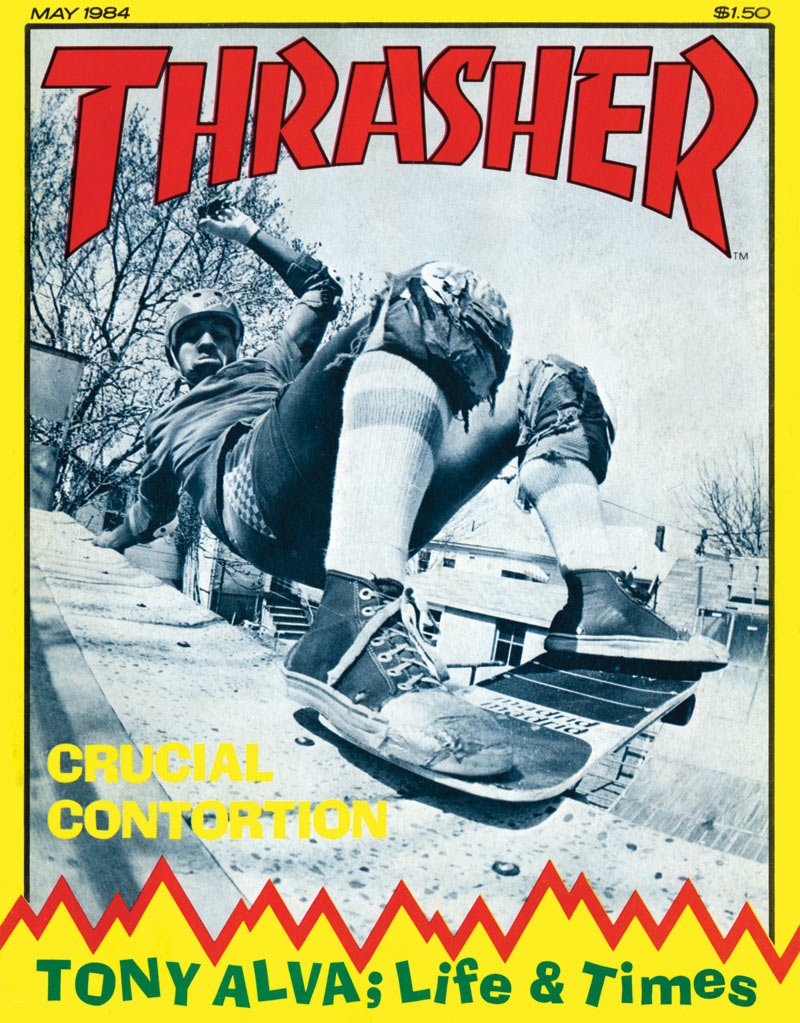 MAY 1984
$1.50
THRASHER
TM
CRUCIAL
CONTORTION
TONY ALVA; Life & Times